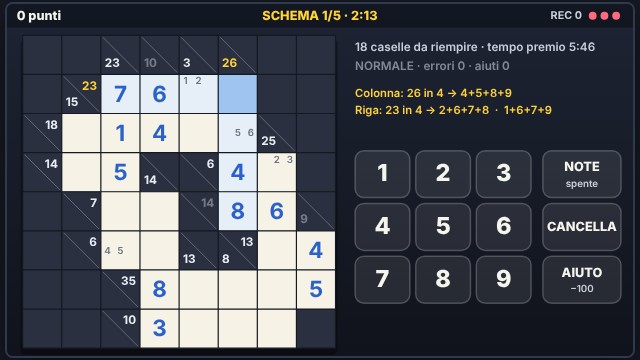 0 punti SCHEMA 1/5 · 2:13 REC 0
18 caselle da riempire · tempo premio 5:46
NORMALE · errori 0 · aiuti 0
Colonna: 26 in 4 → 4+5+8+9
Riga: 23 in 4 → 2+6+7+8 · 1+6+7+9
23 10 3 26
23 15 7 6 1 2
18 1 4 5 6 25
14 5 14 6 4 2 3
7 14 8 6 9
6 4 5 13 8 13 4
35 8 5
10 3
1 2 3 NOTE
spente
4 5 6 CANCELLA
7 8 9 AIUTO
−100